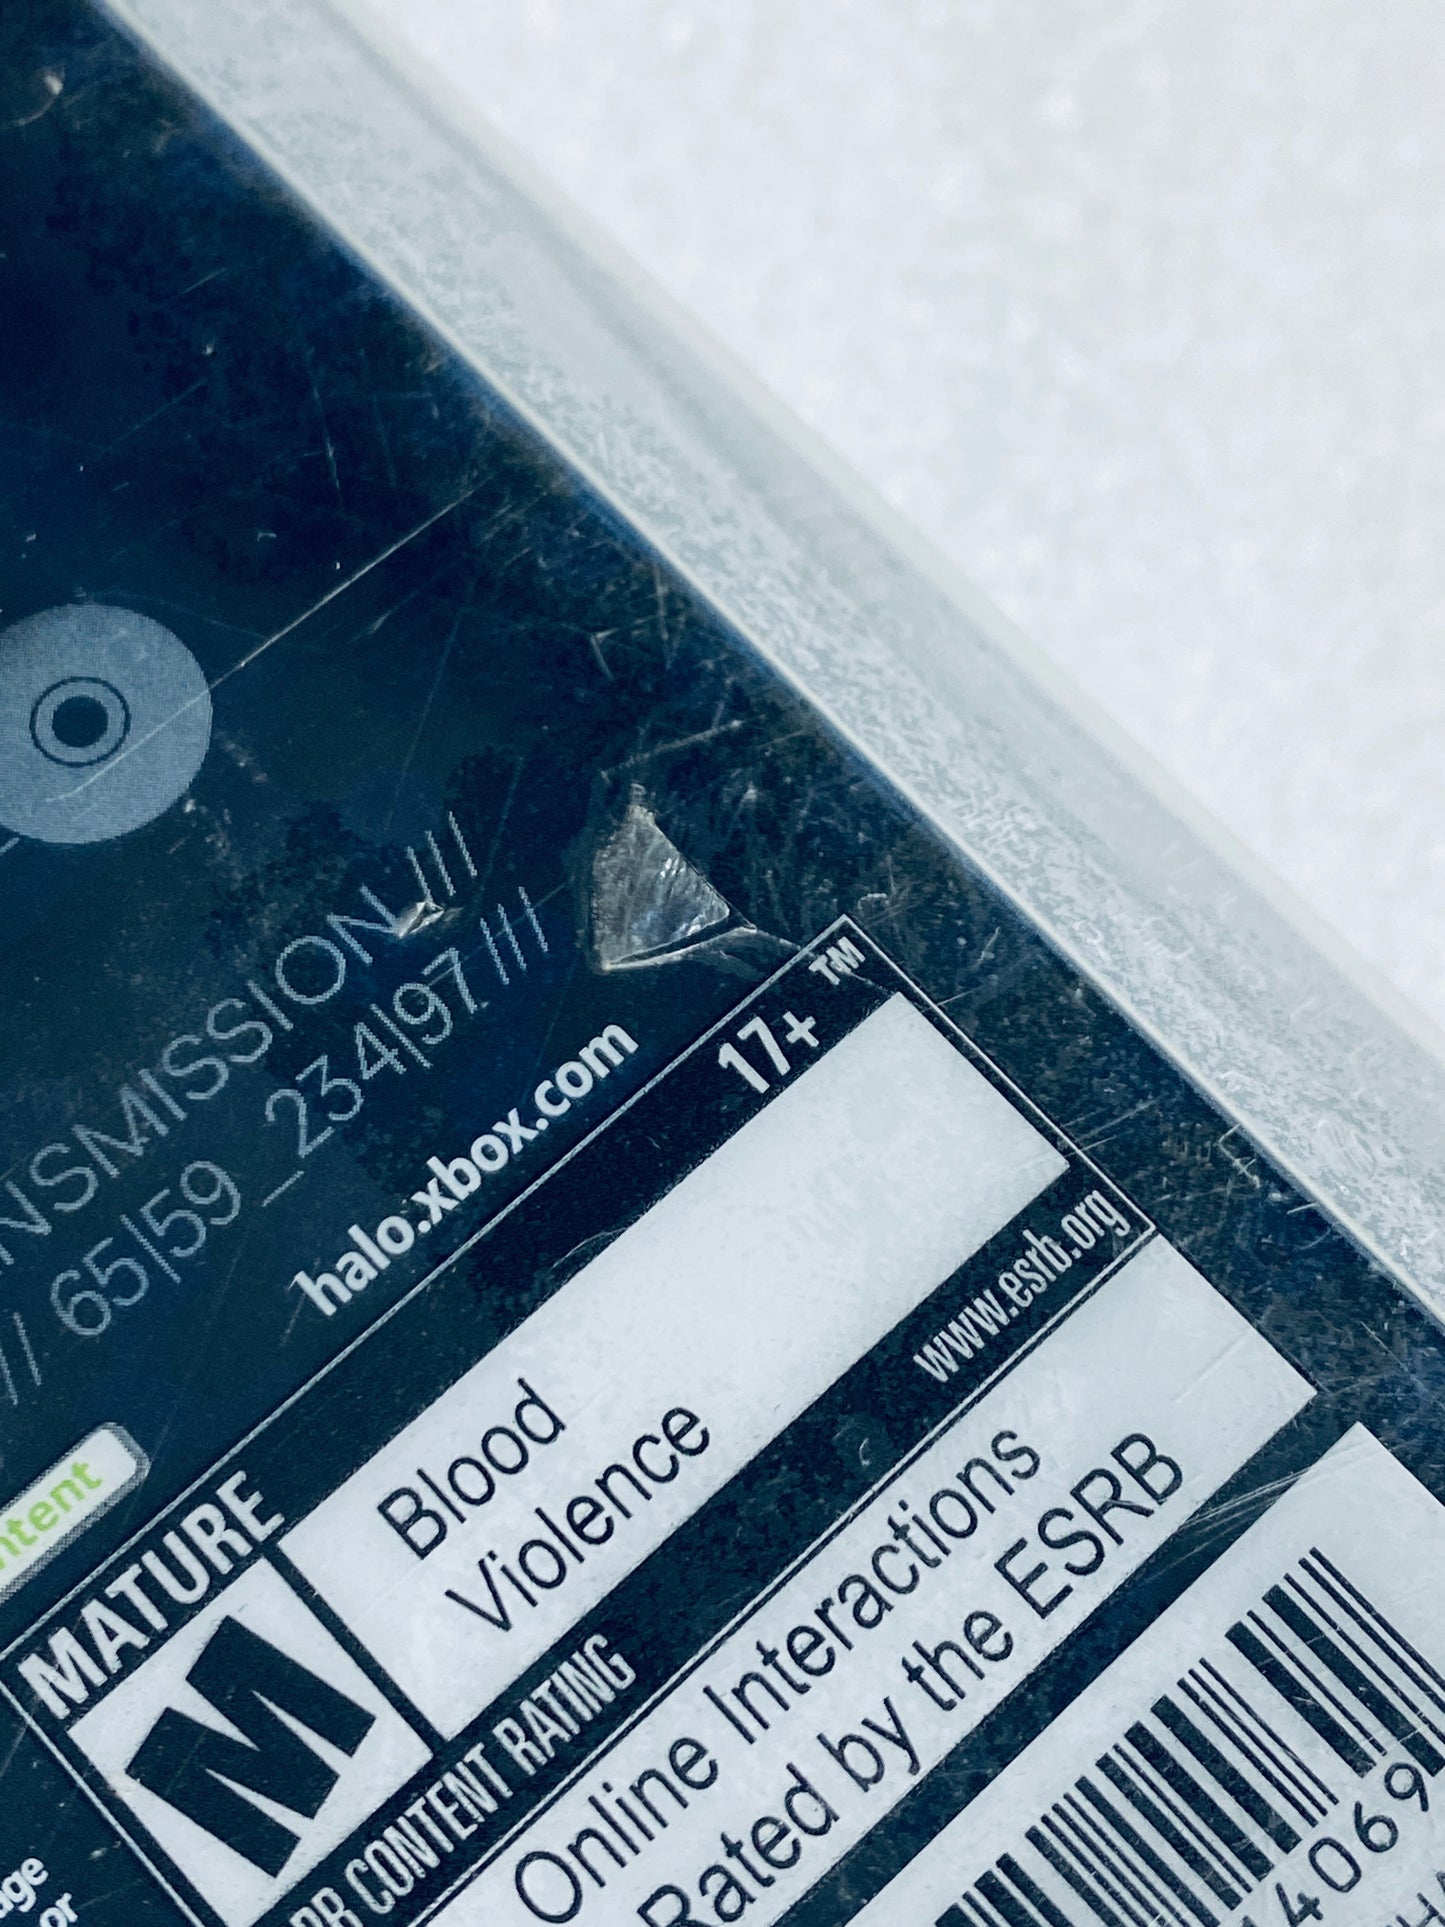 NSMISSION ///
// 65|59_234|97 ///
halo.xbox.com
ntent
MATURE 17+ ™
M
Blood
Violence
CONTENT RATING www.esrb.org
Online Interactions
Rated by the ESRB
4069